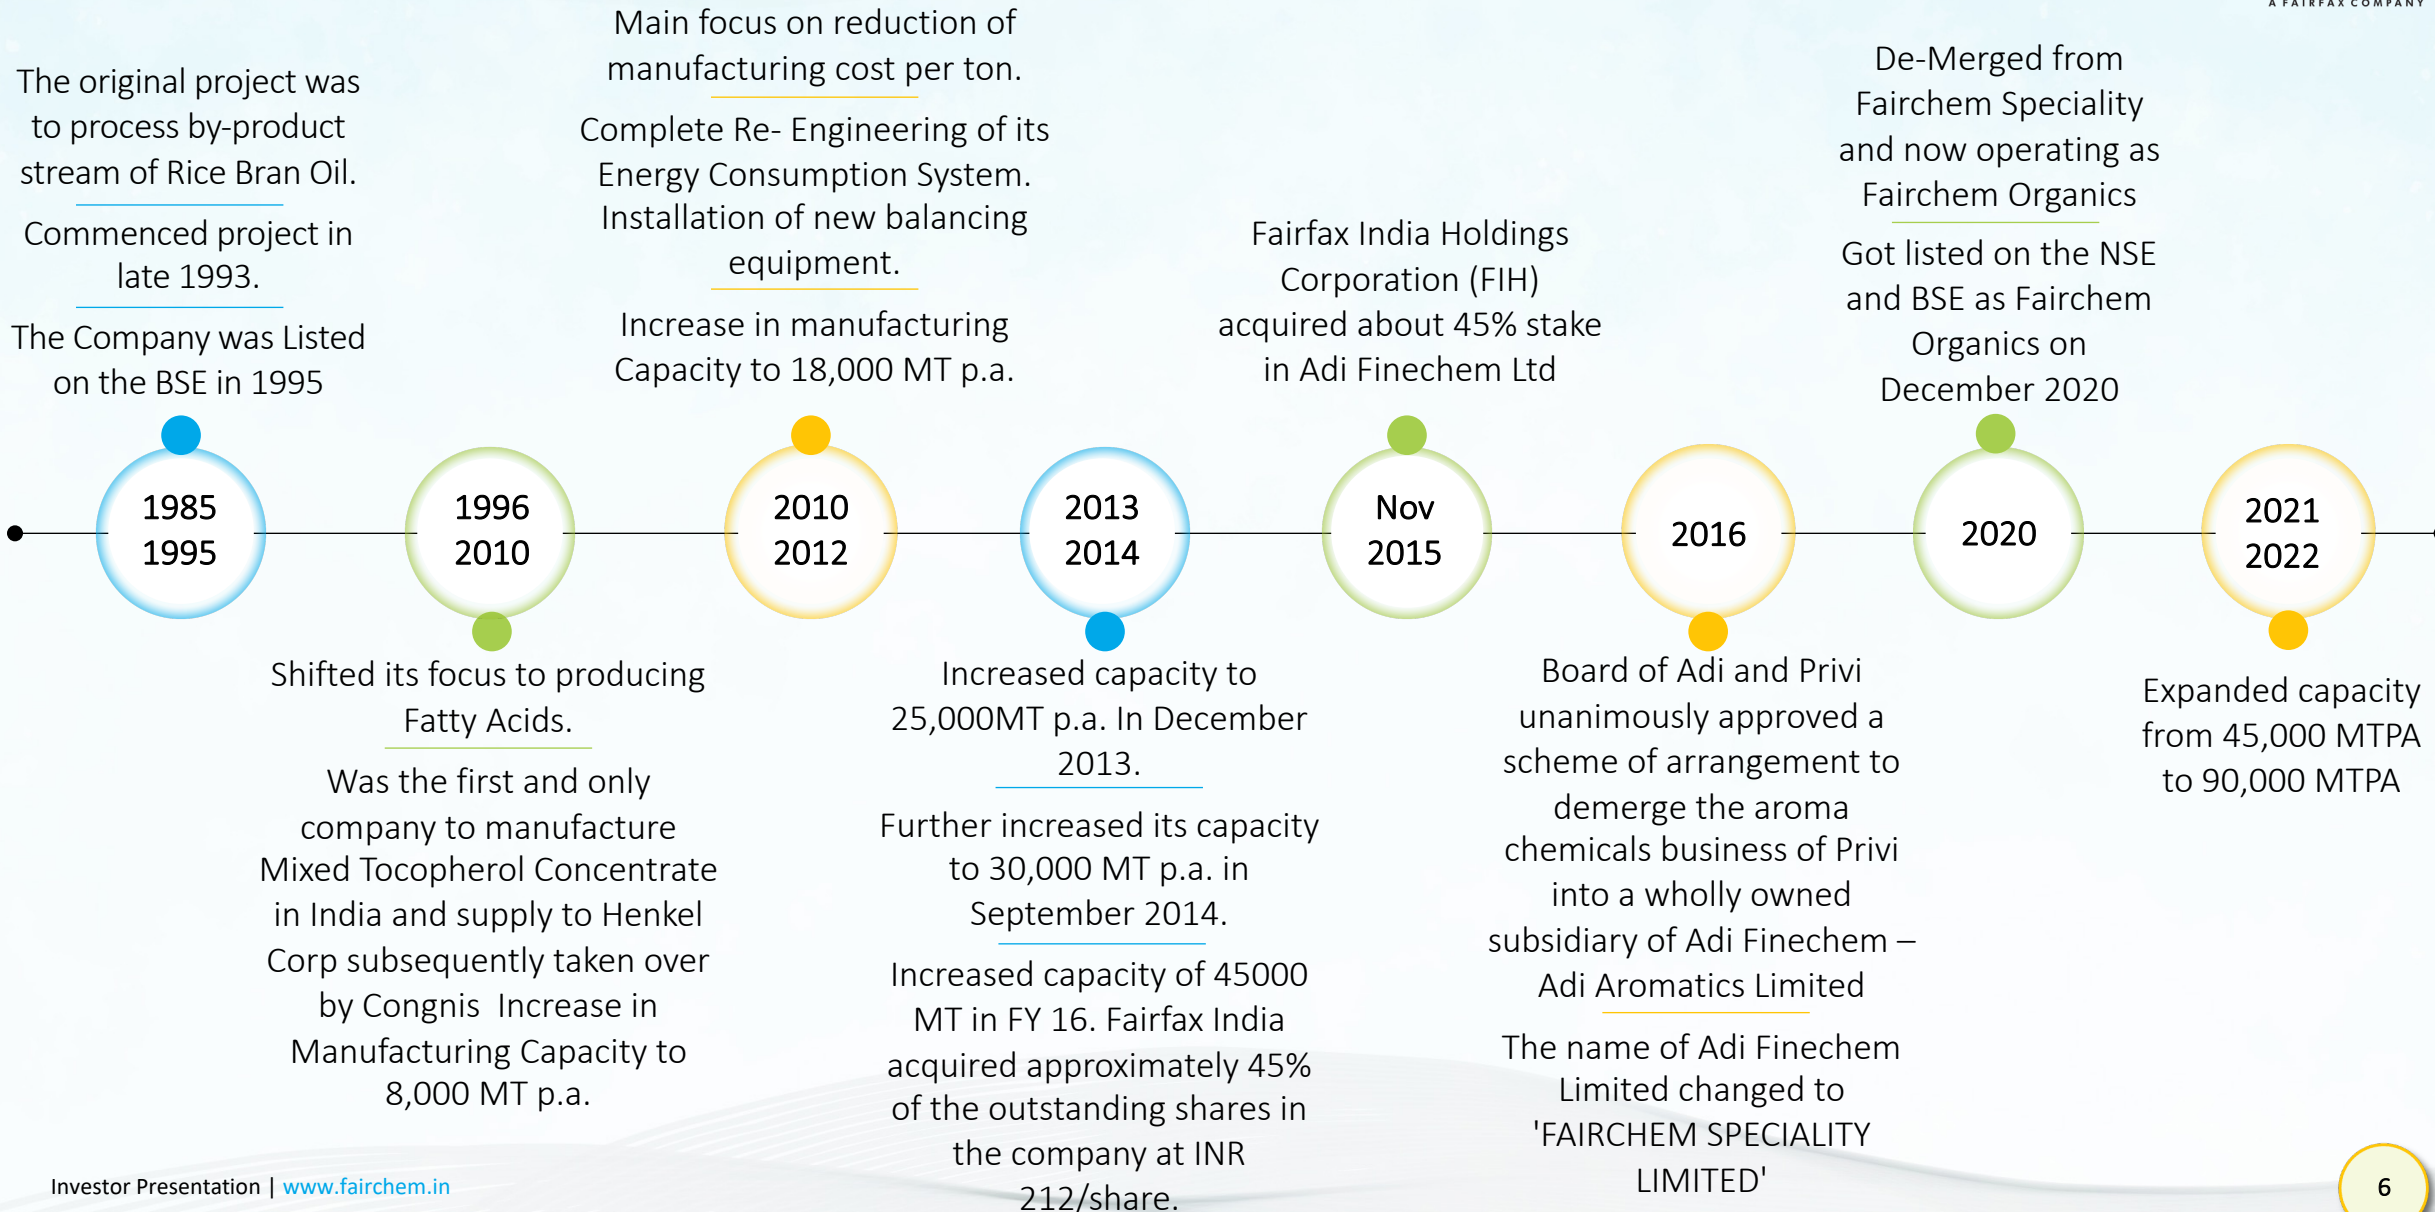 A FAIRFAX COMPANY
The original project was
to process by-product
stream of Rice Bran Oil.
Commenced project in
late 1993.
The Company was Listed
on the BSE in 1995
Main focus on reduction of
manufacturing cost per ton.
Complete Re- Engineering of its
Energy Consumption System.
Installation of new balancing
equipment.
Increase in manufacturing
Capacity to 18,000 MT p.a.
Fairfax India Holdings
Corporation (FIH)
acquired about 45% stake
in Adi Finechem Ltd
De-Merged from
Fairchem Speciality
and now operating as
Fairchem Organics
Got listed on the NSE
and BSE as Fairchem
Organics on
December 2020
1985
1995
1996
2010
2010
2012
2013
2014
Nov
2015
2016
2020
2021
2022
Shifted its focus to producing
Fatty Acids.
Was the first and only
company to manufacture
Mixed Tocopherol Concentrate
in India and supply to Henkel
Corp subsequently taken over
by Congnis  Increase in
Manufacturing Capacity to
8,000 MT p.a.
Increased capacity to
25,000MT p.a. In December
2013.
Further increased its capacity
to 30,000 MT p.a. in
September 2014.
Increased capacity of 45000
MT in FY 16. Fairfax India
acquired approximately 45%
of the outstanding shares in
the company at INR
212/share.
Board of Adi and Privi
unanimously approved a
scheme of arrangement to
demerge the aroma
chemicals business of Privi
into a wholly owned
subsidiary of Adi Finechem –
Adi Aromatics Limited
The name of Adi Finechem
Limited changed to
'FAIRCHEM SPECIALITY
LIMITED'
Expanded capacity
from 45,000 MTPA
to 90,000 MTPA
Investor Presentation | www.fairchem.in
6